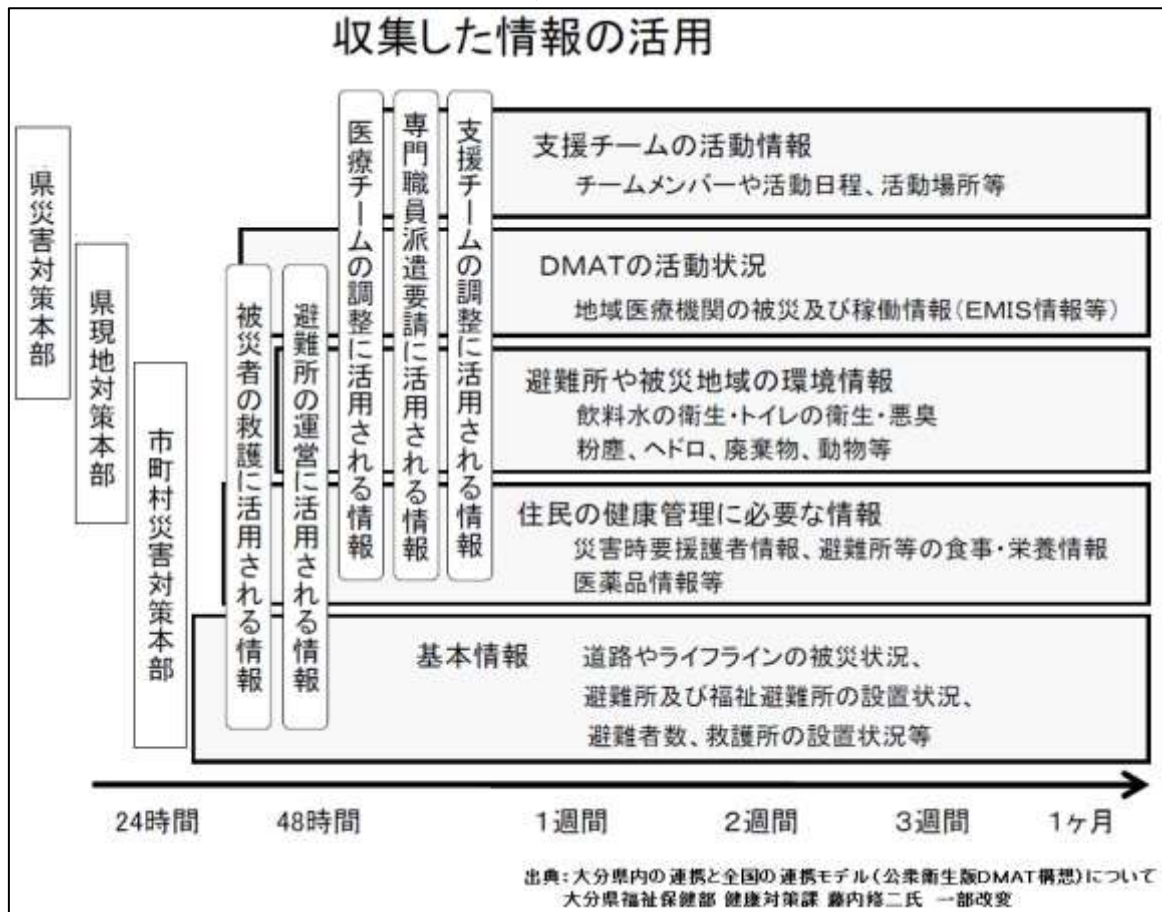 収集した情報の活用
県災害対策本部
県現地対策本部
市町村災害対策本部
被災者の救護に活用される情報
避難所の運営に活用される情報
医療チームの調整に活用される情報
専門職員派遣要請に活用される情報
支援チームの調整に活用される情報
支援チームの活動情報
チームメンバーや活動日程、活動場所等
DMATの活動状況
地域医療機関の被災及び稼働情報(EMIS情報等)
避難所や被災地域の環境情報
飲料水の衛生・トイレの衛生・悪臭
粉塵、ヘドロ、廃棄物、動物等
住民の健康管理に必要な情報
災害時要援護者情報、避難所等の食事・栄養情報
医薬品情報等
基本情報 道路やライフラインの被災状況、
避難所及び福祉避難所の設置状況、
避難者数、救護所の設置状況等
24時間 48時間 1週間 2週間 3週間 1ヶ月
出典:大分県内の連携と全国の連携モデル(公衆衛生版DMAT構想)について
大分県福祉保健部 健康対策課 藤内修二氏 一部改変